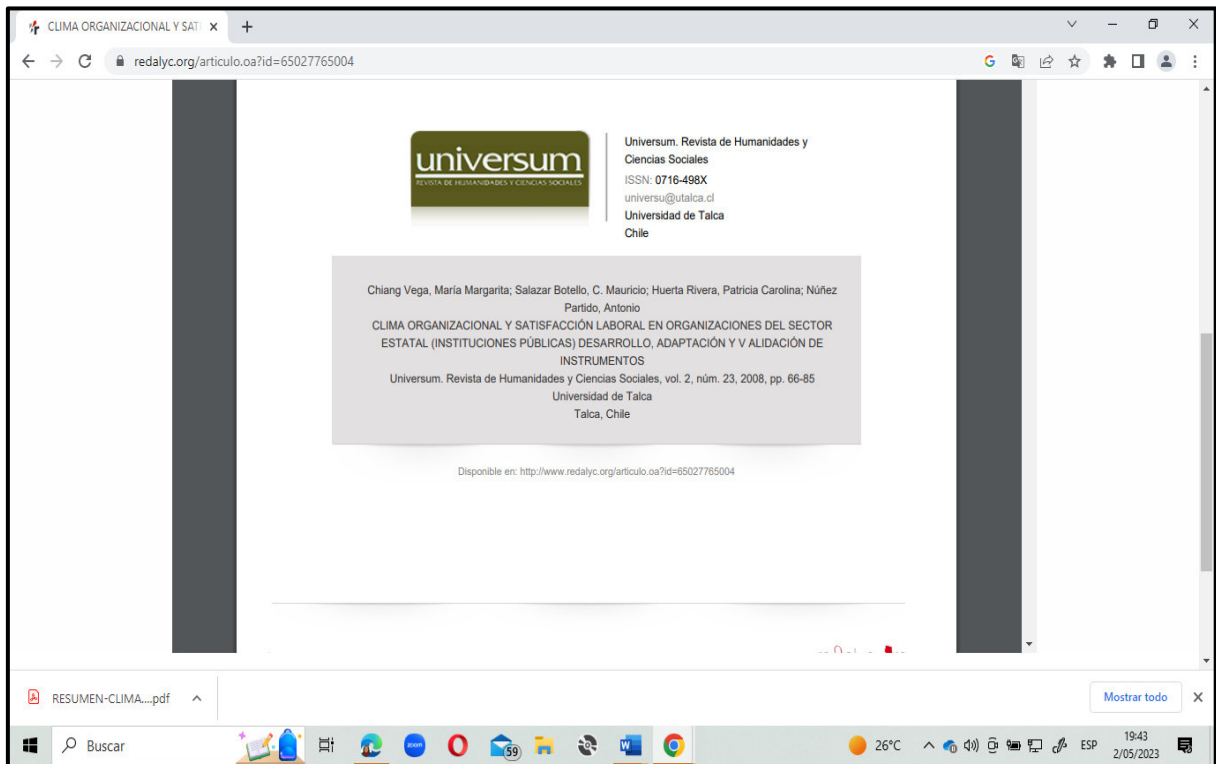 CLIMA ORGANIZACIONAL Y SATI
redalyc.org/articulo.oa?id=65027765004
universum
REVISTA DE HUMANIDADES Y CIENCIAS SOCIALES
Universum. Revista de Humanidades y
Ciencias Sociales
ISSN: 0716-498X
universu@utalca.cl
Universidad de Talca
Chile
Chiang Vega, María Margarita; Salazar Botello, C. Mauricio; Huerta Rivera, Patricia Carolina; Núñez
Partido, Antonio
CLIMA ORGANIZACIONAL Y SATISFACCIÓN LABORAL EN ORGANIZACIONES DEL SECTOR
ESTATAL (INSTITUCIONES PÚBLICAS) DESARROLLO, ADAPTACIÓN Y V ALIDACIÓN DE
INSTRUMENTOS
Universum. Revista de Humanidades y Ciencias Sociales, vol. 2, núm. 23, 2008, pp. 66-85
Universidad de Talca
Talca, Chile
Disponible en: http://www.redalyc.org/articulo.oa?id=65027765004
RESUMEN-CLIMA....pdf
Mostrar todo
Buscar
zoom
59
26°C
ESP
19:43
2/05/2023